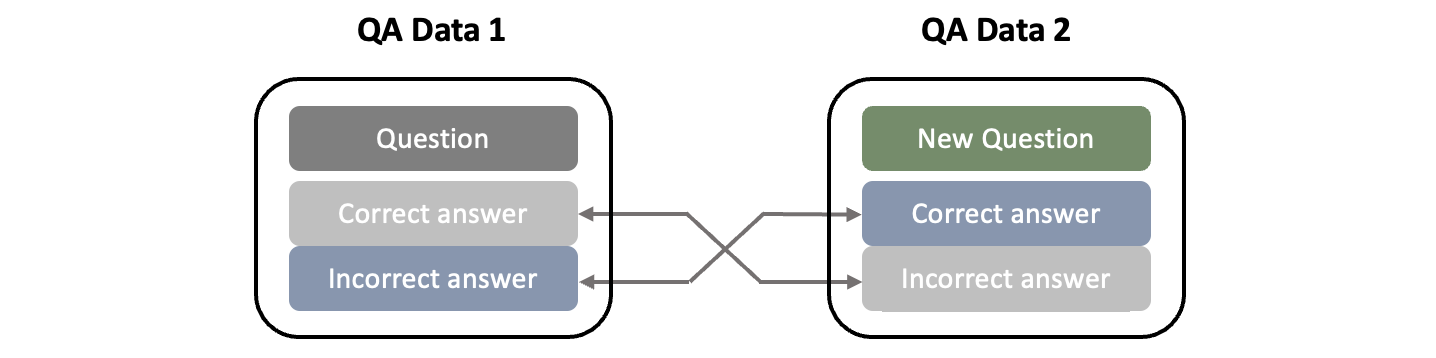 QA Data 1
Question
Correct answer
Incorrect answer
QA Data 2
New Question
Correct answer
Incorrect answer